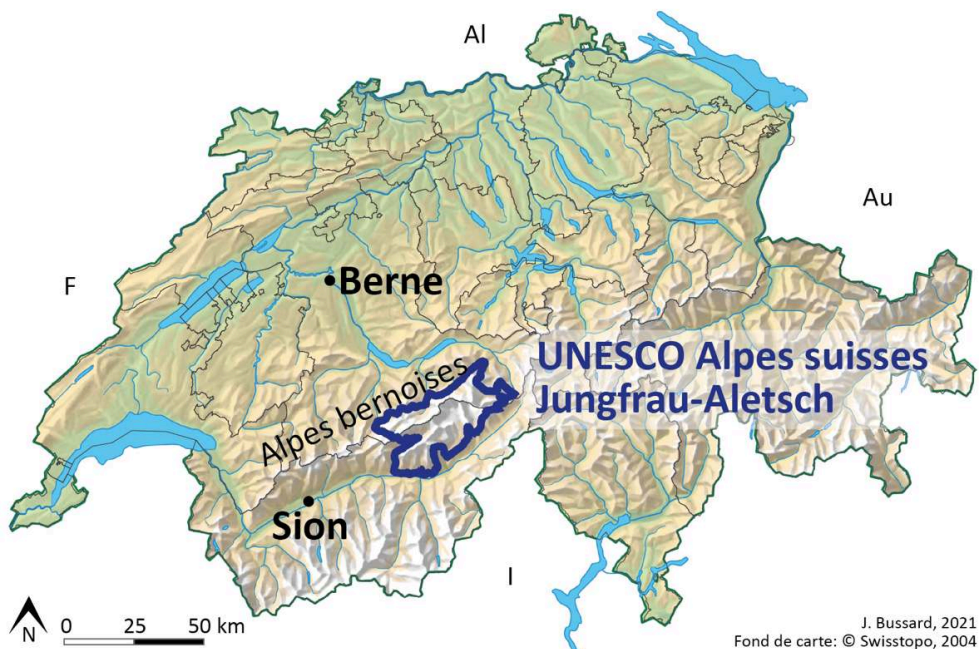 Al
Au
F
Berne
UNESCO Alpes suisses
Jungfrau-Aletsch
Alpes bernoises
Sion
I
N
0 25 50 km
J. Bussard, 2021
Fond de carte: © Swisstopo, 2004